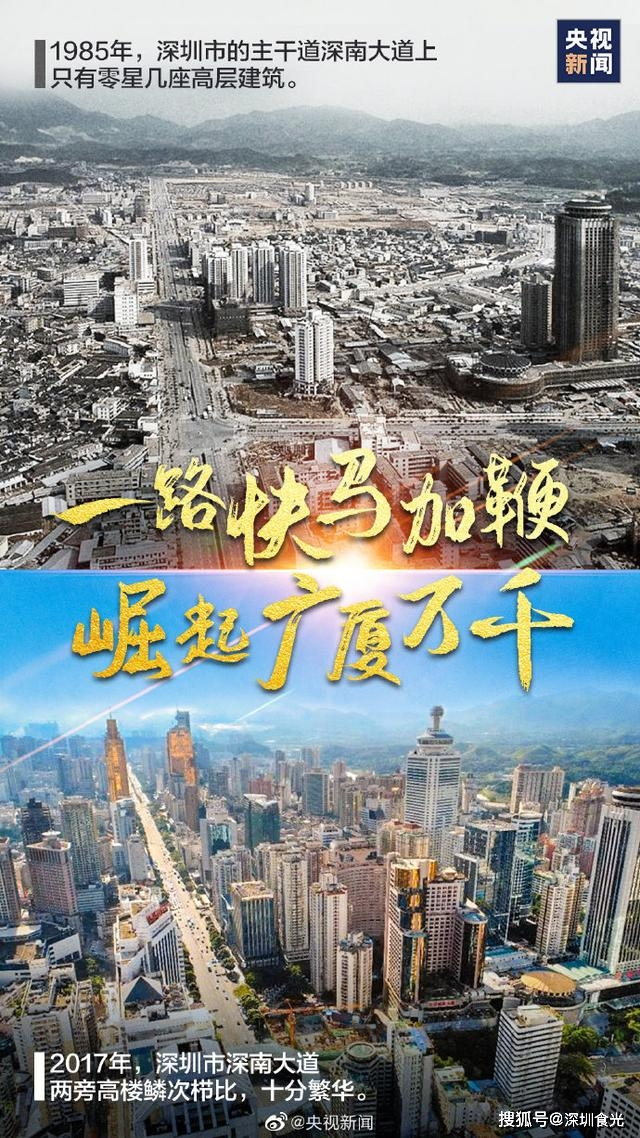 1985年，深圳市的主干道深南大道上
只有零星几座高层建筑。
央视
新闻
一路快马加鞭
崛起广厦万千
2017年，深圳市深南大道
两旁高楼鳞次栉比，十分繁华。
@央视新闻
搜狐号@深圳食光